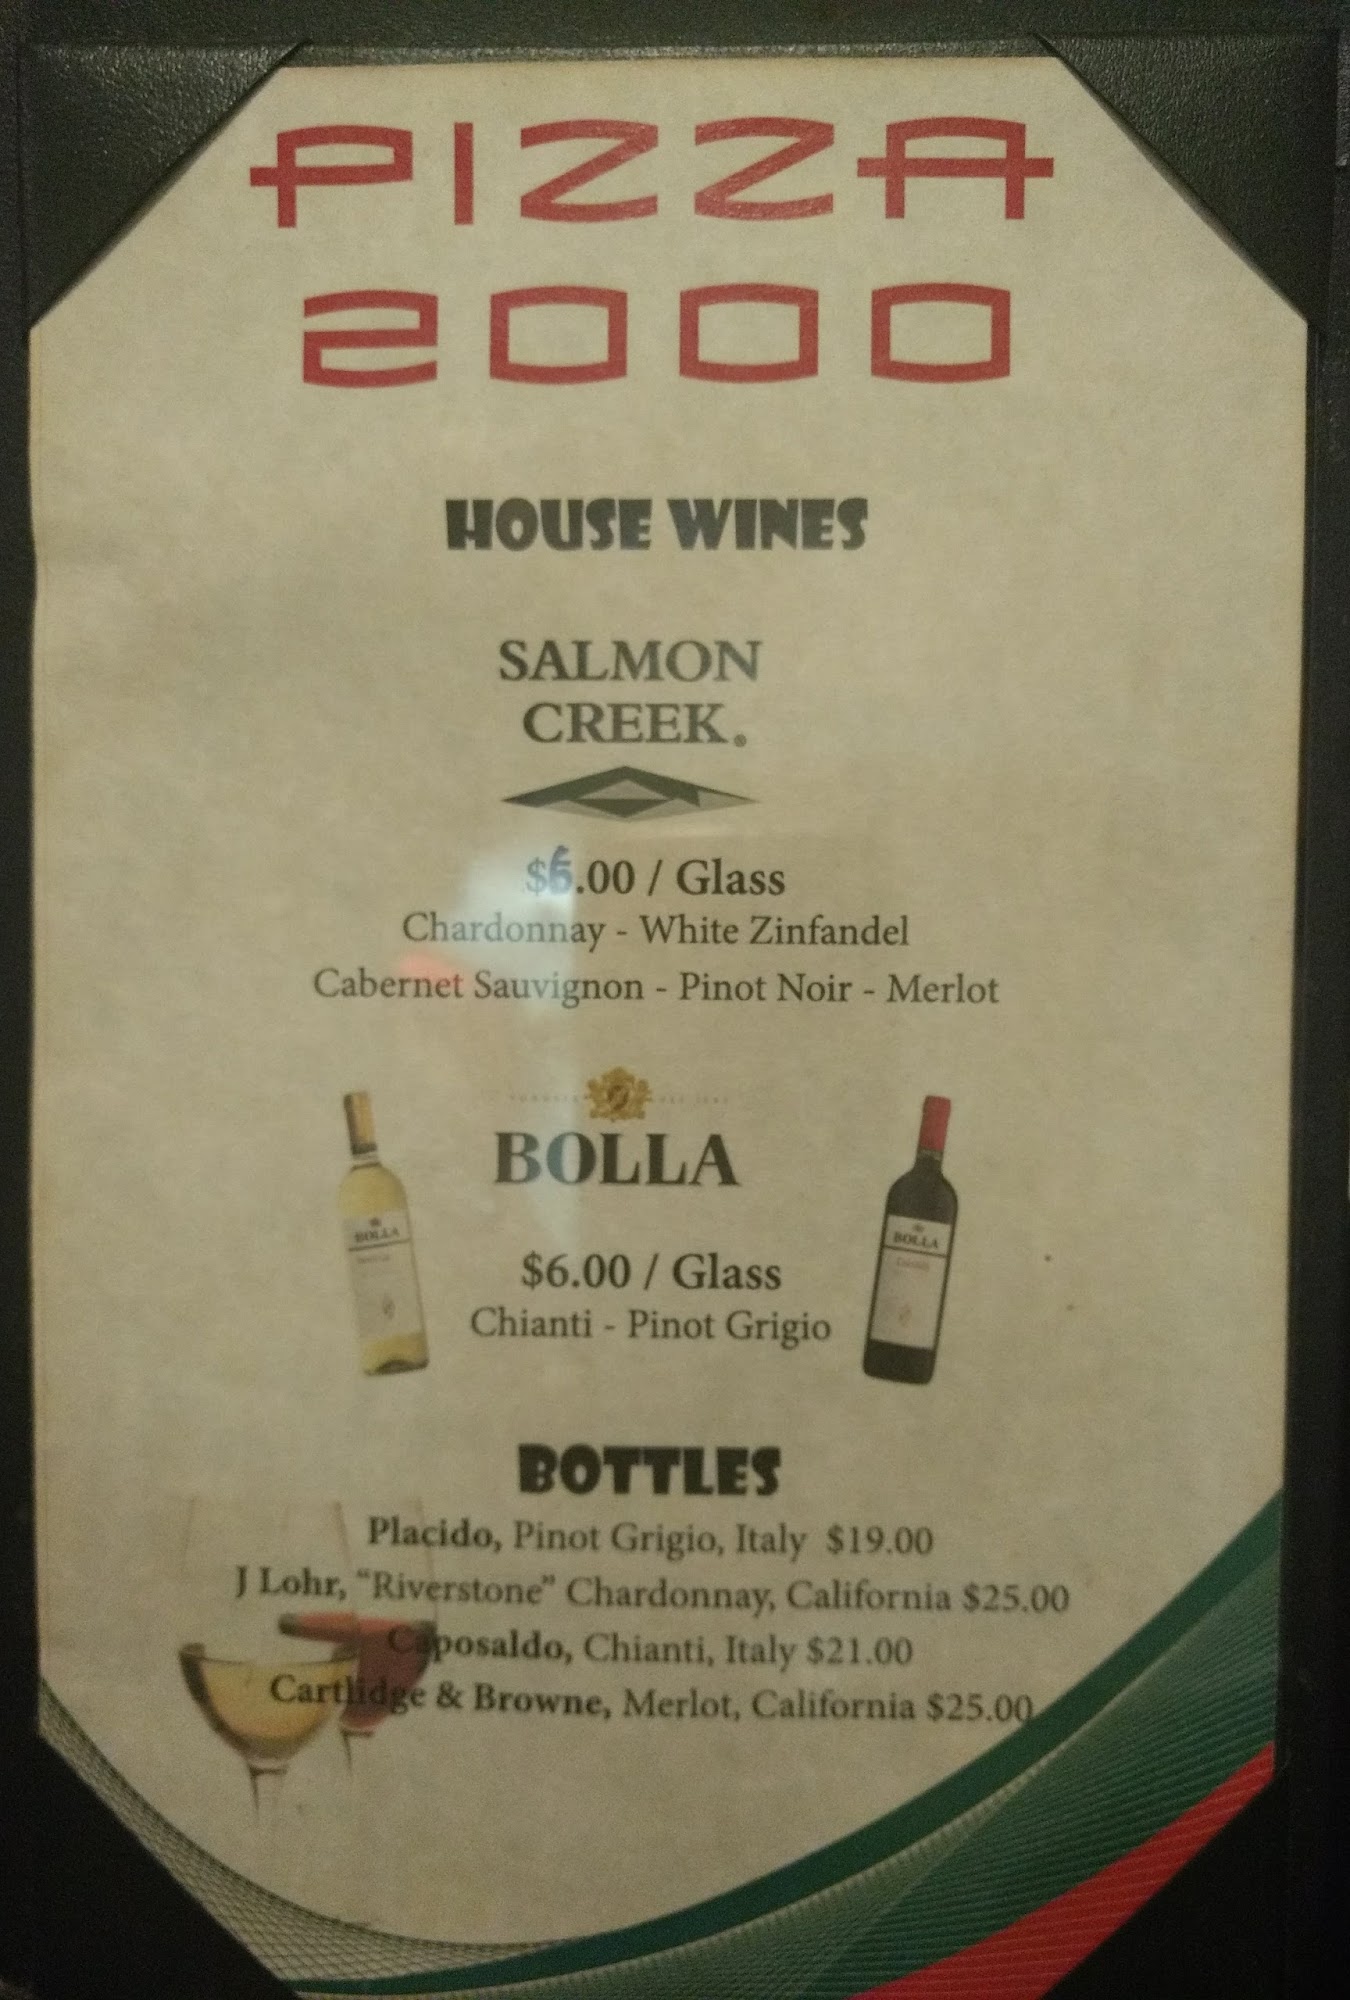 PIZZA
2000
HOUSE WINES
SALMON
CREEK®
$6.00 / Glass
Chardonnay - White Zinfandel
Cabernet Sauvignon - Pinot Noir - Merlot
BOLLA
BOLLA
BOLLA
$6.00 / Glass
Chianti - Pinot Grigio
BOTTLES
Placido, Pinot Grigio, Italy $19.00
J Lohr, “Riverstone” Chardonnay, California $25.00
Caposaldo, Chianti, Italy $21.00
Cartlidge & Browne, Merlot, California $25.00